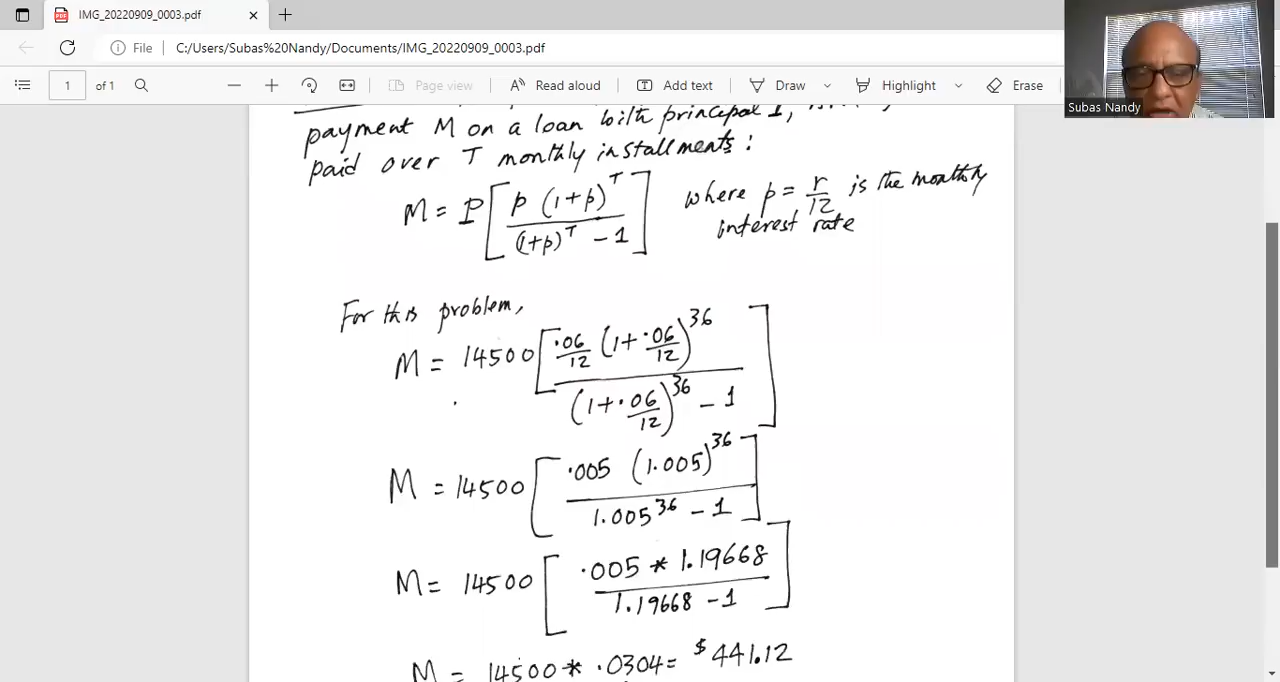 IMG_20220909_0003.pdf
File C:/Users/Subas%20Nandy/Documents/IMG_20220909_0003.pdf
1 of 1 Page view Read aloud Add text Draw Highlight Erase
Subas Nandy
payment M on a loan with principal P,
paid over T monthly installments :
M = P [ p (1+p)^T / (1+p)^T - 1 ] where p = r/12 is the monthly
interest rate
For this problem,
M = 14500 [ .06/12 (1+ .06/12)^36 / (1+ .06/12)^36 - 1 ]
M = 14500 [ .005 (1.005)^36 / 1.005^36 - 1 ]
M = 14500 [ .005 * 1.19668 / 1.19668 - 1 ]
M = 14500 * .0304 = $441.12